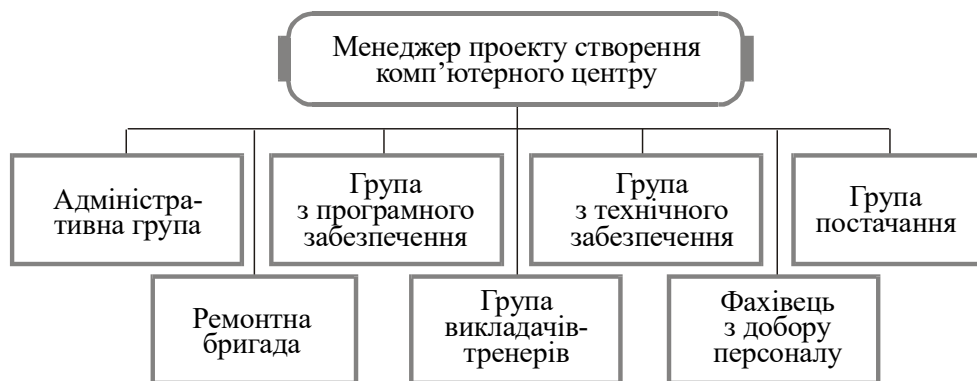 Менеджер проекту створення
комп’ютерного центру
Адміністра-
тивна група
Група
з програмного
забезпечення
Група
з технічного
забезпечення
Група
постачання
Ремонтна
бригада
Група
викладачів-
тренерів
Фахівець
з добору
персоналу